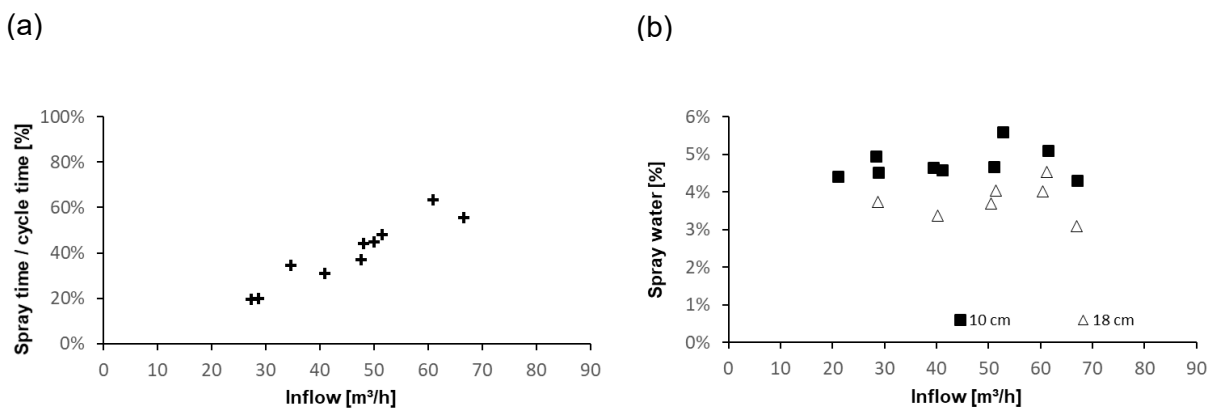 (a)
(b)
Spray time / cycle time [%]
100%
80%
60%
40%
20%
0%
0 10 20 30 40 50 60 70 80 90
Inflow [m³/h]
Spray water [%]
6%
5%
4%
3%
2%
1%
0%
10 cm
18 cm
0 10 20 30 40 50 60 70 80 90
Inflow [m³/h]